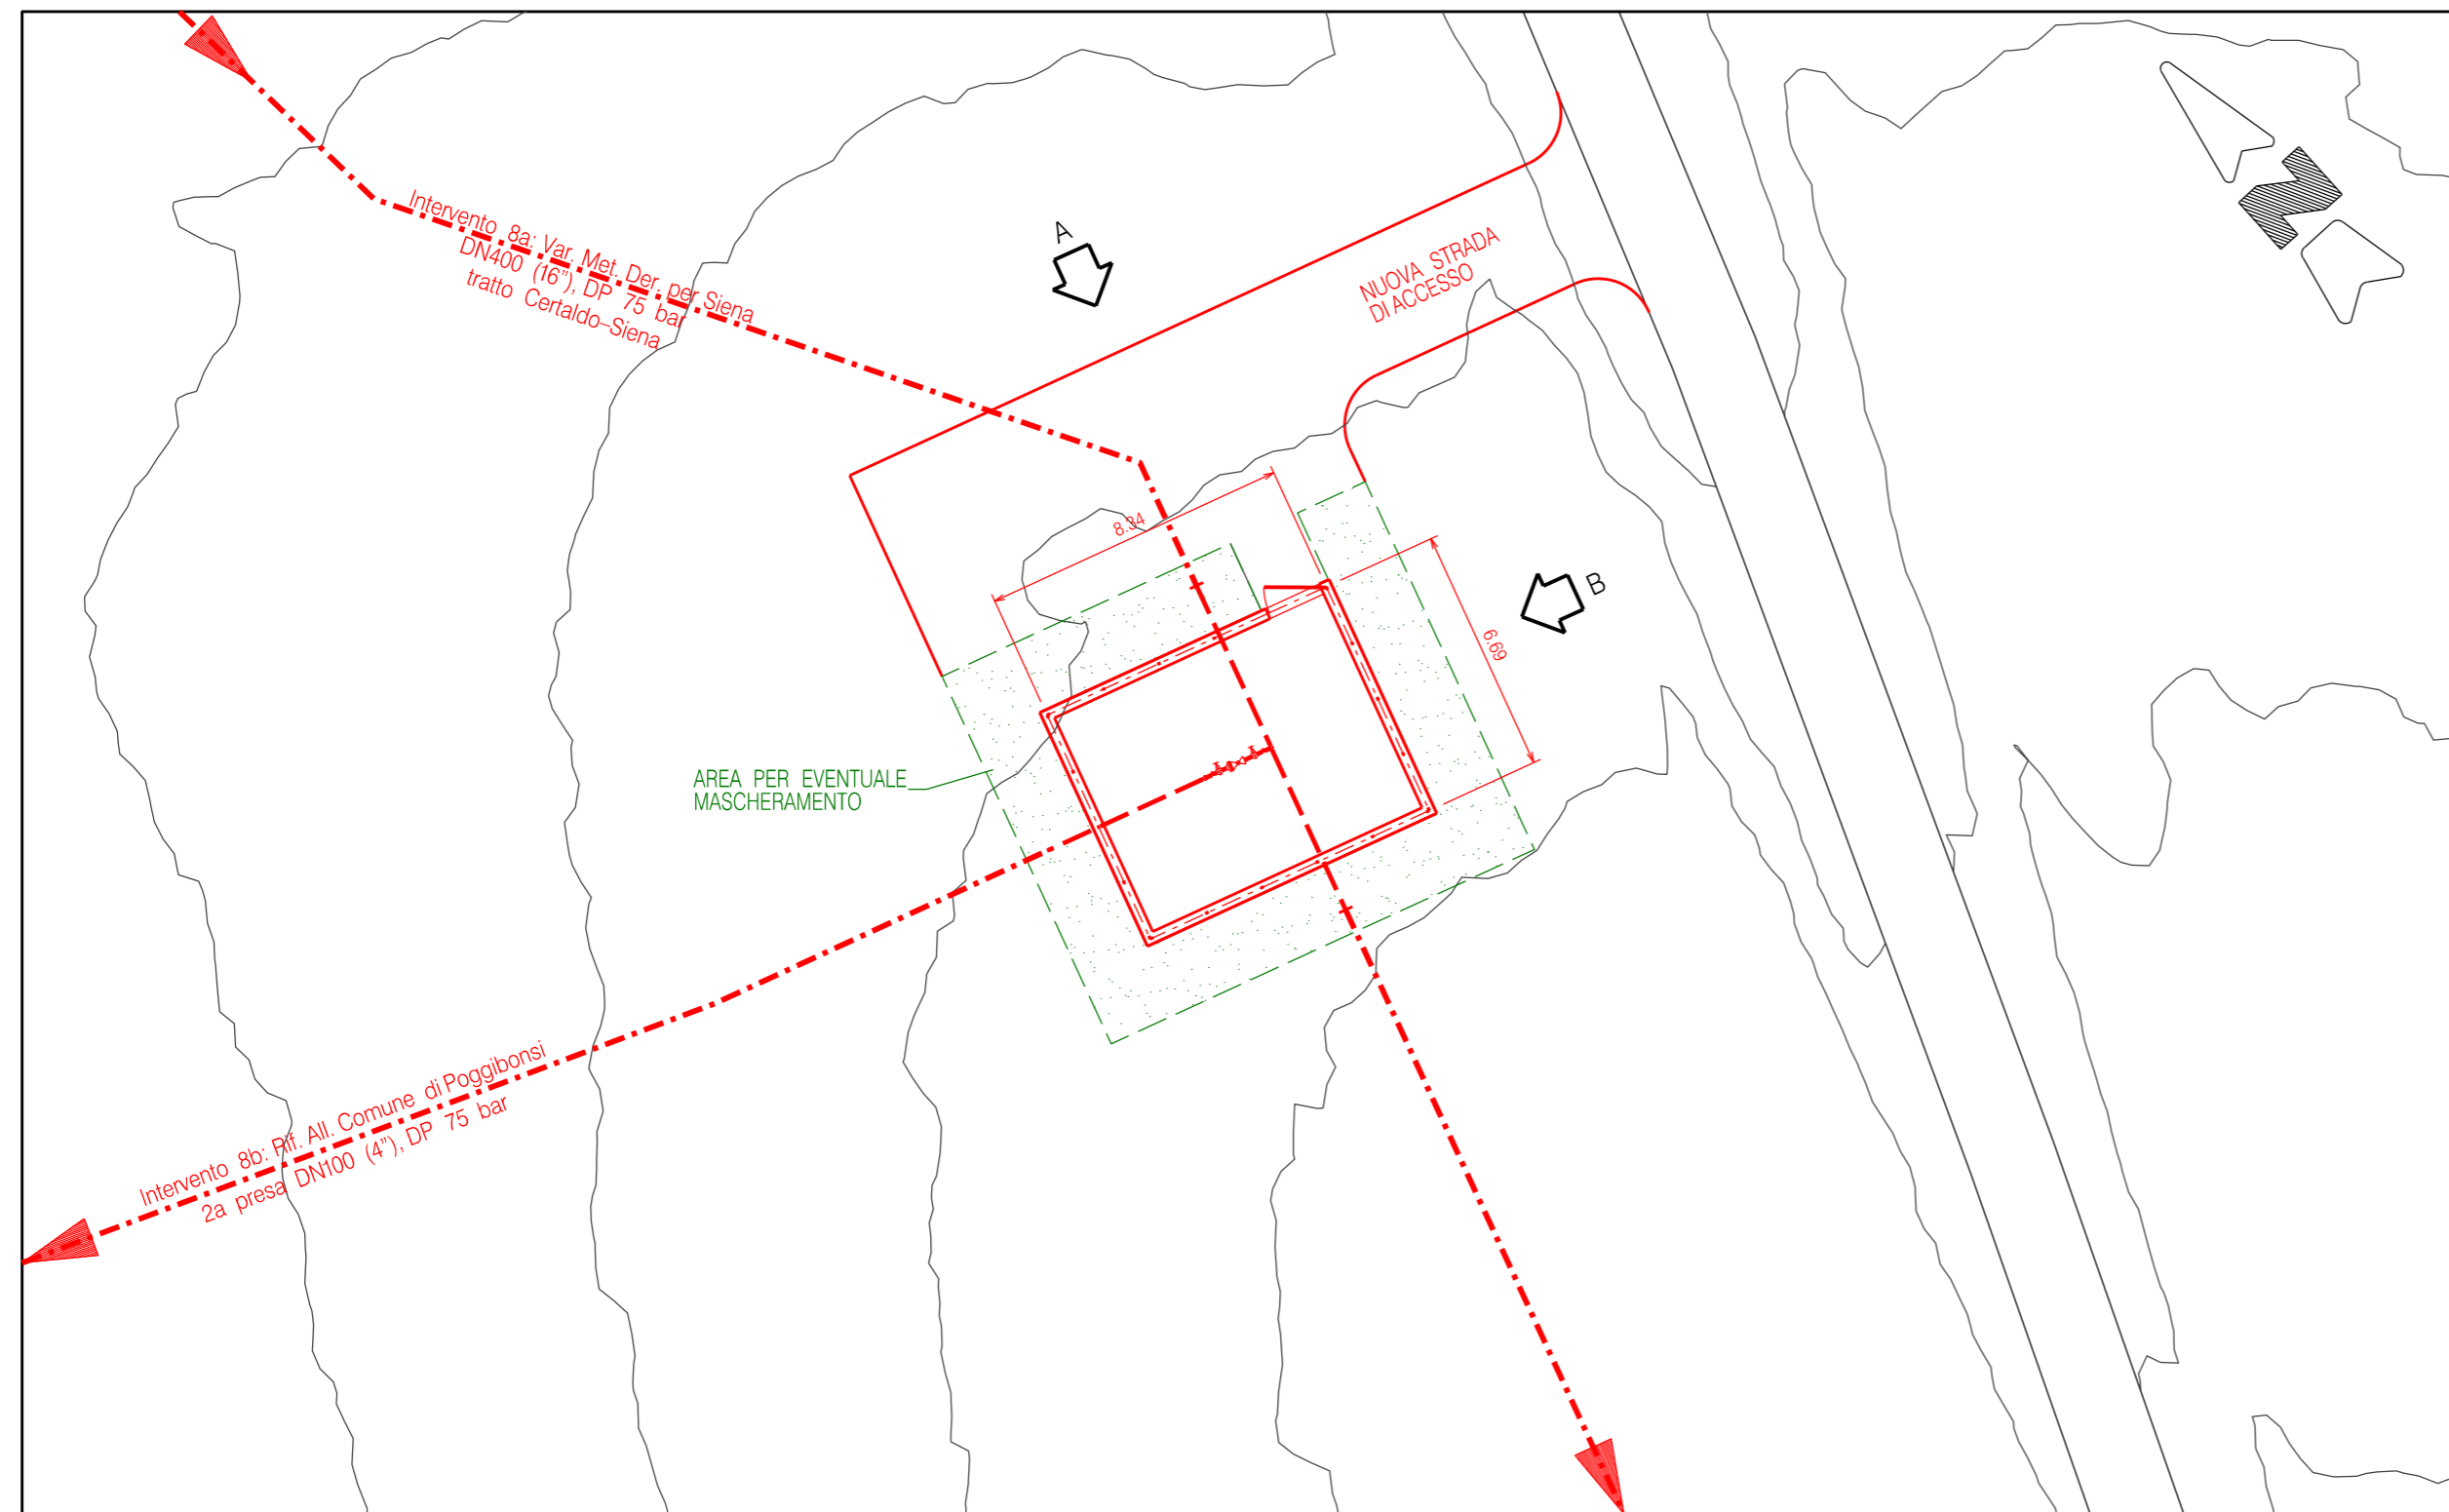 Intervento 8a: Var. Met. Der. per Siena
DN400 (16"), DP 75 bar
tratto Certaldo-Siena
A
NUOVA STRADA
DI ACCESSO
N
8.34
B
6.69
AREA PER EVENTUALE
MASCHERAMENTO
Intervento 8b: Rif. All. Comune di Poggibonsi
2a presa DN100 (4"), DP 75 bar